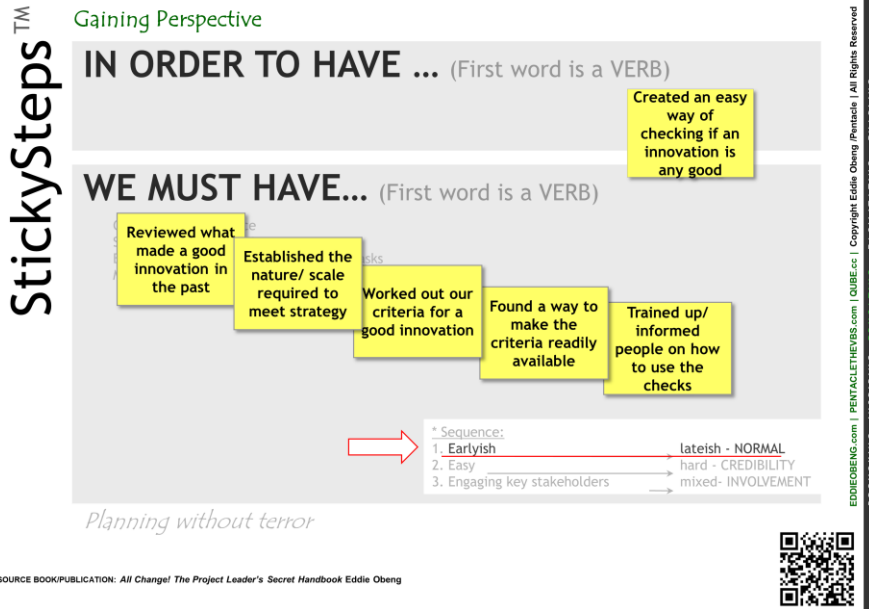 StickySteps™
Gaining Perspective
IN ORDER TO HAVE ... (First word is a VERB)
Created an easy
way of
checking if an
innovation is
any good
WE MUST HAVE... (First word is a VERB)
Reviewed what
made a good
innovation in
the past
Established the
nature/ scale
required to
meet strategy
Worked out our
criteria for a
good innovation
Found a way to
make the
criteria readily
available
Trained up/
informed
people on how
to use the
checks
* Sequence:
1. Earlyish lateish - NORMAL
2. Easy hard - CREDIBILITY
3. Engaging key stakeholders mixed- INVOLVEMENT
Planning without terror
SOURCE BOOK/PUBLICATION: All Change! The Project Leader's Secret Handbook Eddie Obeng
EDDIEOBENG.com | PENTACLETHEVBS.com | QUBE.cc | Copyright Eddie Obeng /Pentacle | All Rights Reserved